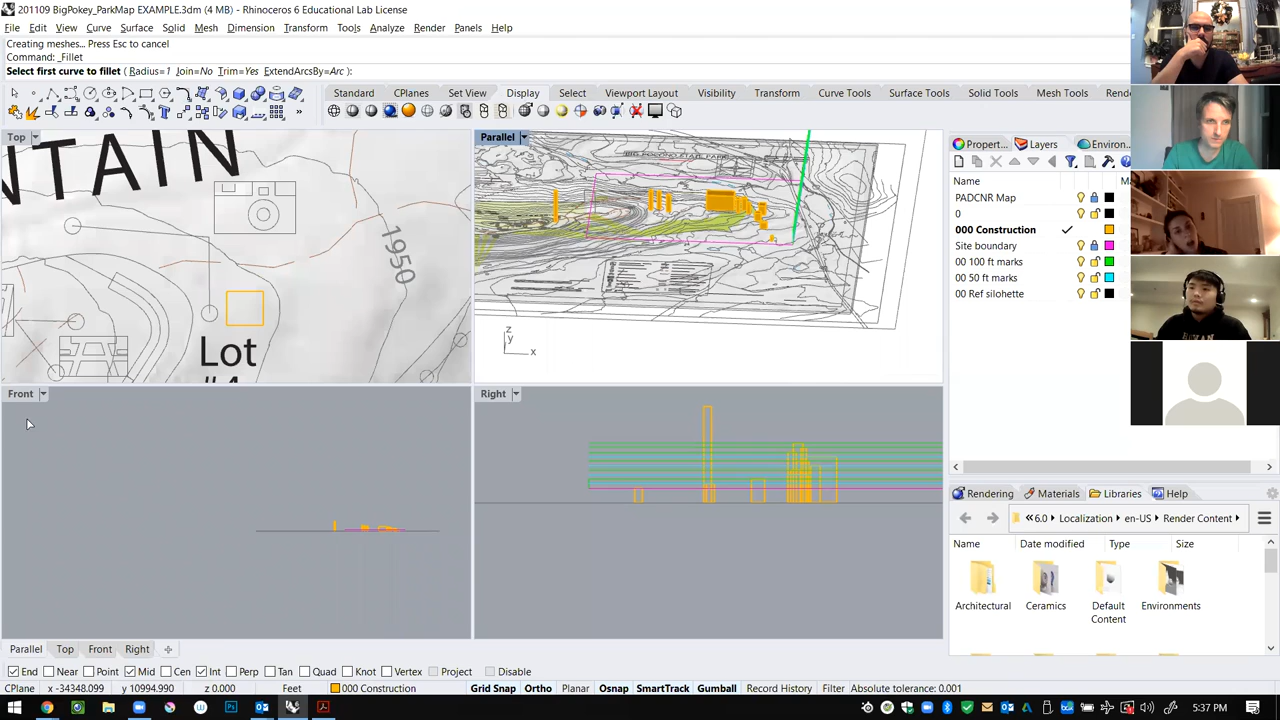 201109 BigPokey_ParkMap EXAMPLE.3dm (4 MB) - Rhinoceros 6 Educational Lab License
File Edit View Curve Surface Solid Mesh Dimension Transform Tools Analyze Render Panels Help
Creating meshes... Press Esc to cancel
Command: _Fillet
Select first curve to fillet ( Radius=1 Join=No Trim=Yes ExtendArcsBy=Arc ):
Standard CPlanes Set View Display Select Viewport Layout Visibility Transform Curve Tools Surface Tools Solid Tools Mesh Tools Render
Top
NTAIN
1950
Lot
#4
Parallel
z
y
x
Front
Right
Propert... Layers Environ...
Name Ma
PADCNR Map
0
000 Construction
Site boundary
00 100 ft marks
00 50 ft marks
00 Ref silohette
Rendering Materials Libraries Help
6.0 Localization en-US Render Content
Name Date modified Type Size
Architectural Ceramics Default Content Environments
Parallel Top Front Right
End Near Point Mid Cen Int Perp Tan Quad Knot Vertex Project Disable
CPlane x -34348.099 y 10994.990 z 0.000 Feet 000 Construction Grid Snap Ortho Planar Osnap SmartTrack Gumball Record History Filter Absolute tolerance: 0.001
5:37 PM